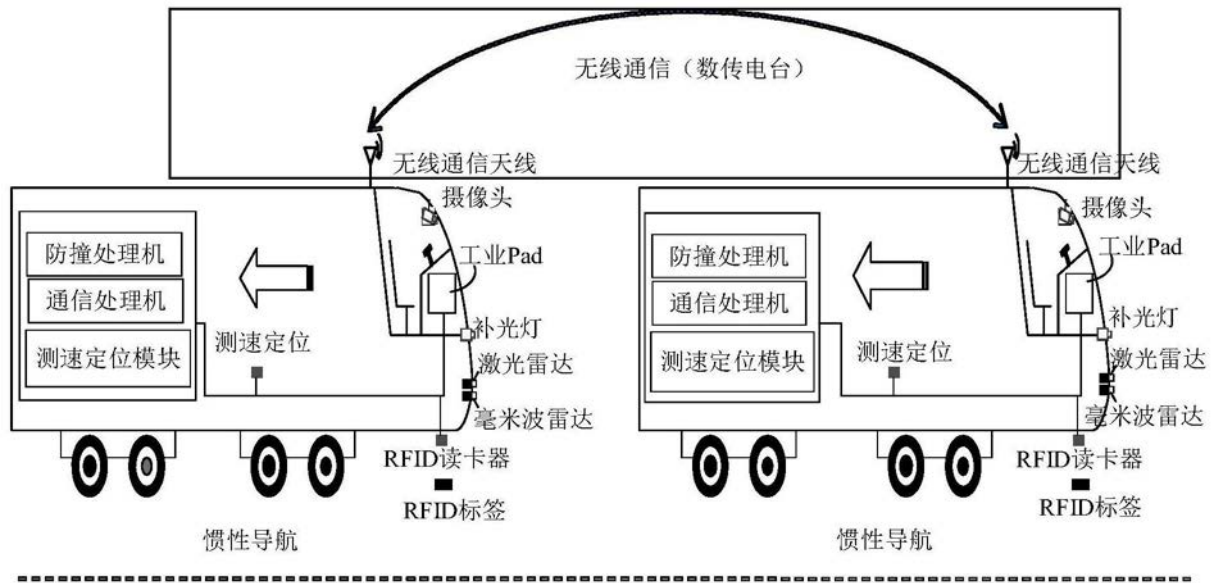 无线通信（数传电台）
无线通信天线
摄像头
工业Pad
防撞处理机
通信处理机
测速定位模块
测速定位
补光灯
激光雷达
毫米波雷达
RFID读卡器
RFID标签
惯性导航
无线通信天线
摄像头
工业Pad
防撞处理机
通信处理机
测速定位模块
测速定位
补光灯
激光雷达
毫米波雷达
RFID读卡器
RFID标签
惯性导航